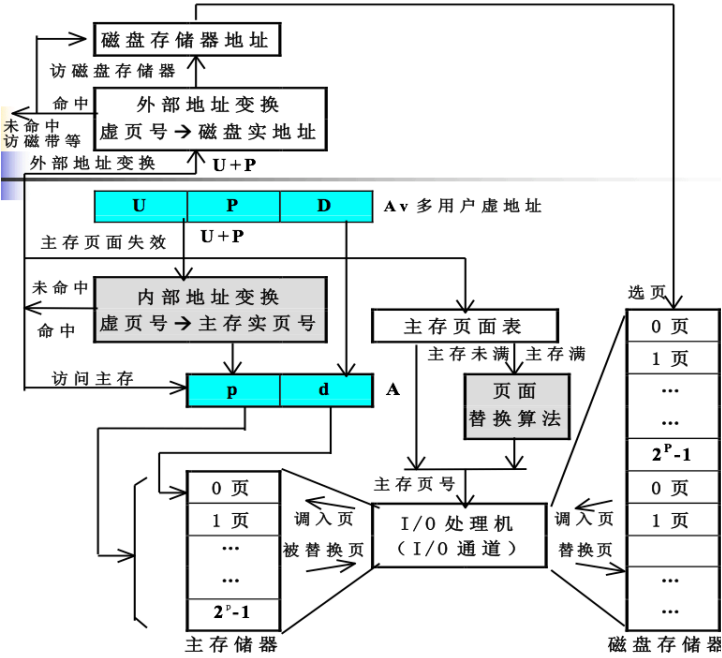 磁盘存储器地址
访磁盘存储器
命中
外部地址变换
虚页号→磁盘实地址
未命中
访磁带等
外部地址变换
U+P
U P D
Av 多用户虚地址
主存页面失效
U+P
未命中
内部地址变换
虚页号→主存实页号
命中
选页
主存页面表
主存未满
主存满
访问主存
p d
A
页面
替换算法
主存页号
0 页
1 页
…
…
2^P-1
0 页
1 页
…
…
0 页
1 页
…
…
2^p-1
调入页
被替换页
I/O 处理机
(I/O 通道)
调入页
替换页
主存储器
磁盘存储器